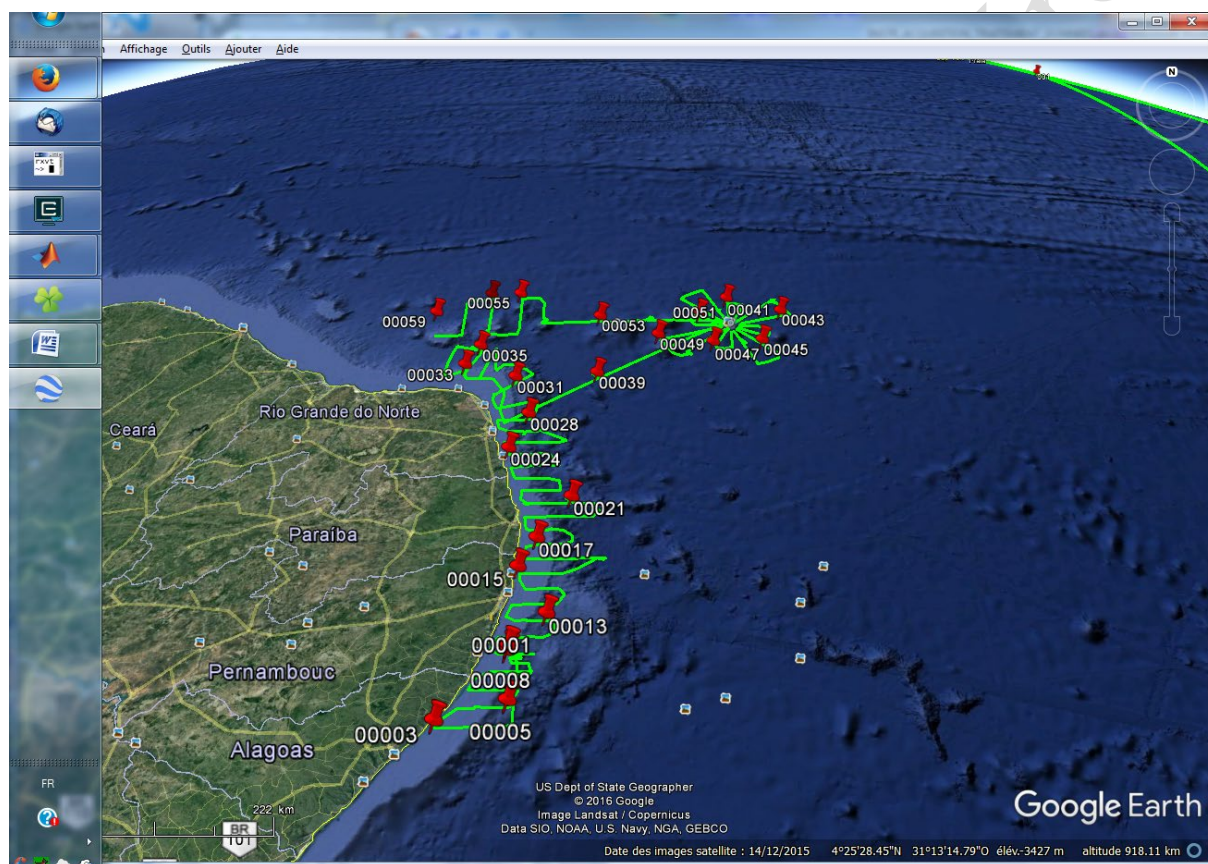 Affichage Outils Ajouter Aide
N
00055
00059
00051
00041
00043
00053
00049
00047
00045
00035
00033
00031
00039
Rio Grande do Norte
00028
Ceará
00024
00021
Paraíba
00017
00015
00013
00001
Pernambouc
00008
00003
00005
Alagoas
FR
222 km
BR
101
US Dept of State Geographer
© 2016 Google
Image Landsat / Copernicus
Data SIO, NOAA, U.S. Navy, NGA, GEBCO
Google Earth
Date des images satellite : 14/12/2015 4°25'28.45"N 31°13'14.79"O élév.-3427 m altitude 918.11 km